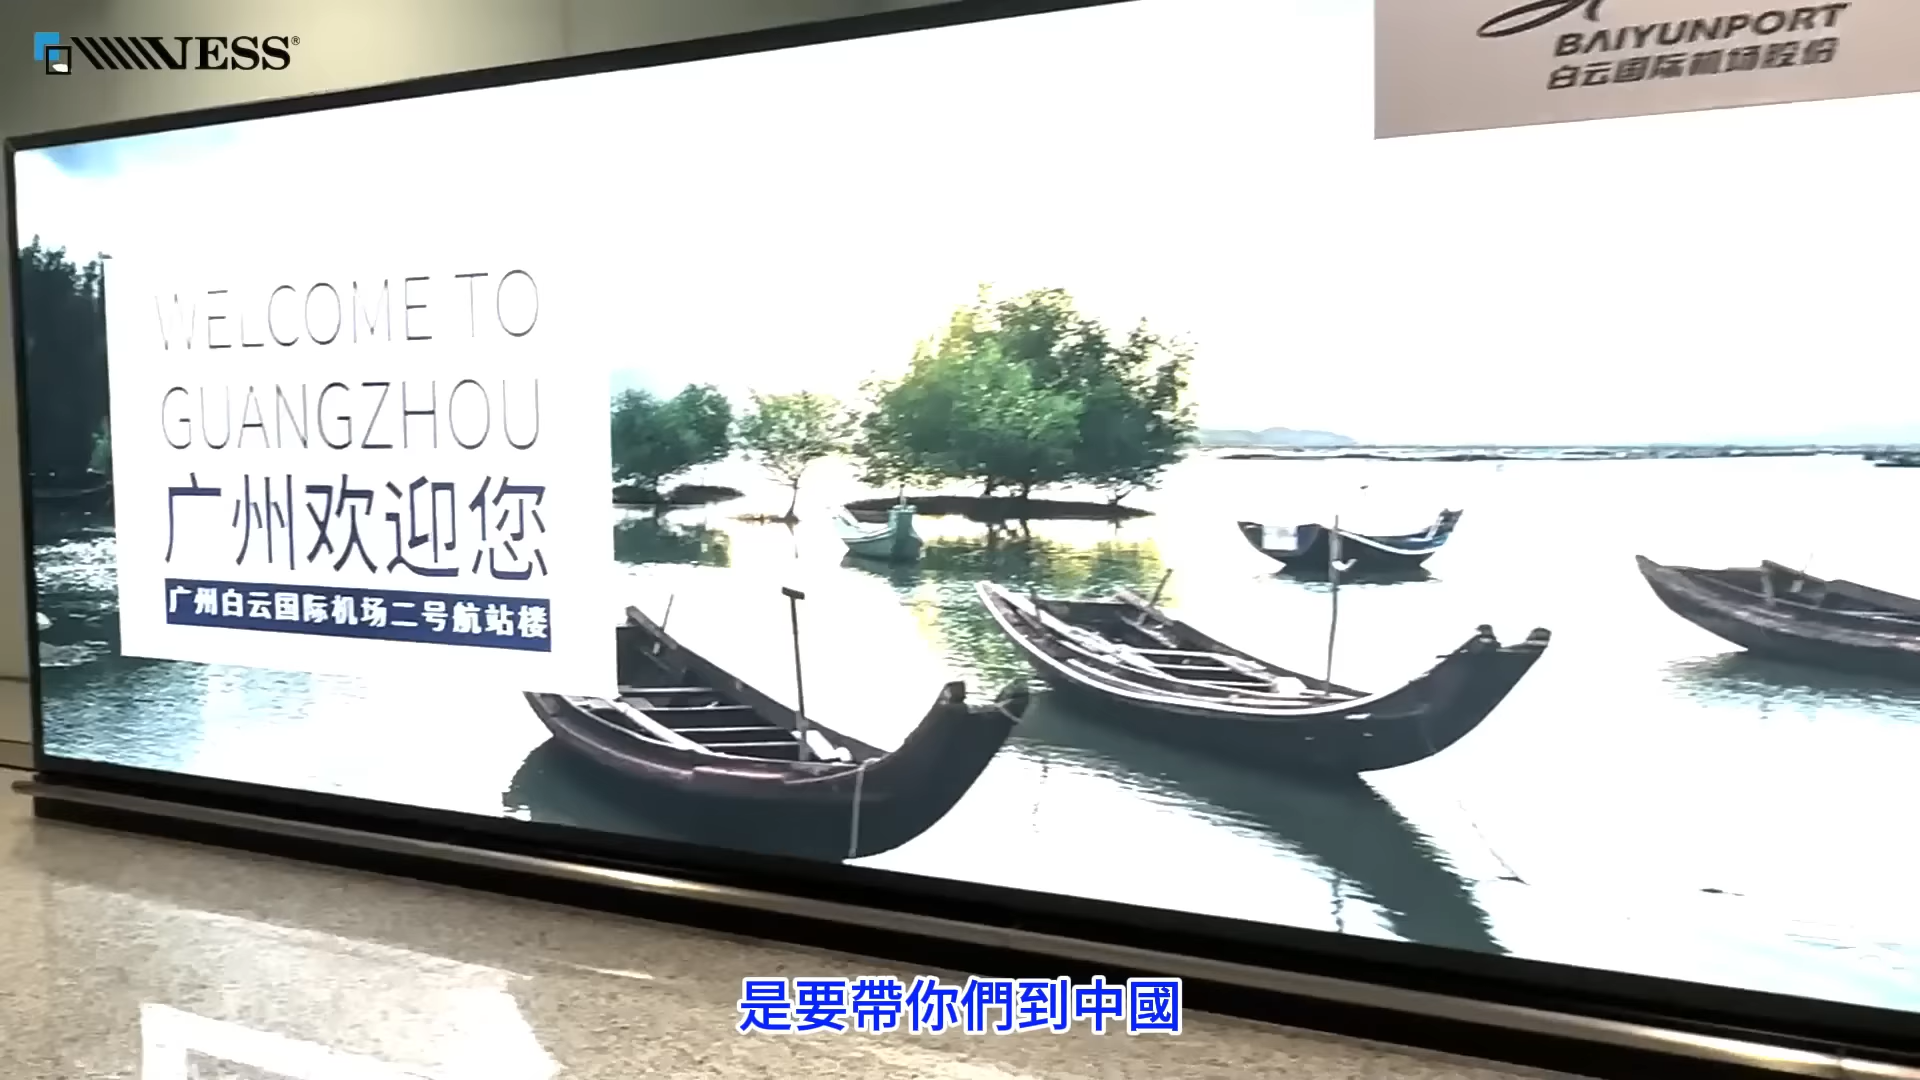 VESS®
BAIYUNPORT
白云国际机场股份
WELCOME TO
GUANGZHOU
广州欢迎您
广州白云国际机场二号航站楼
是要帶你們到中國